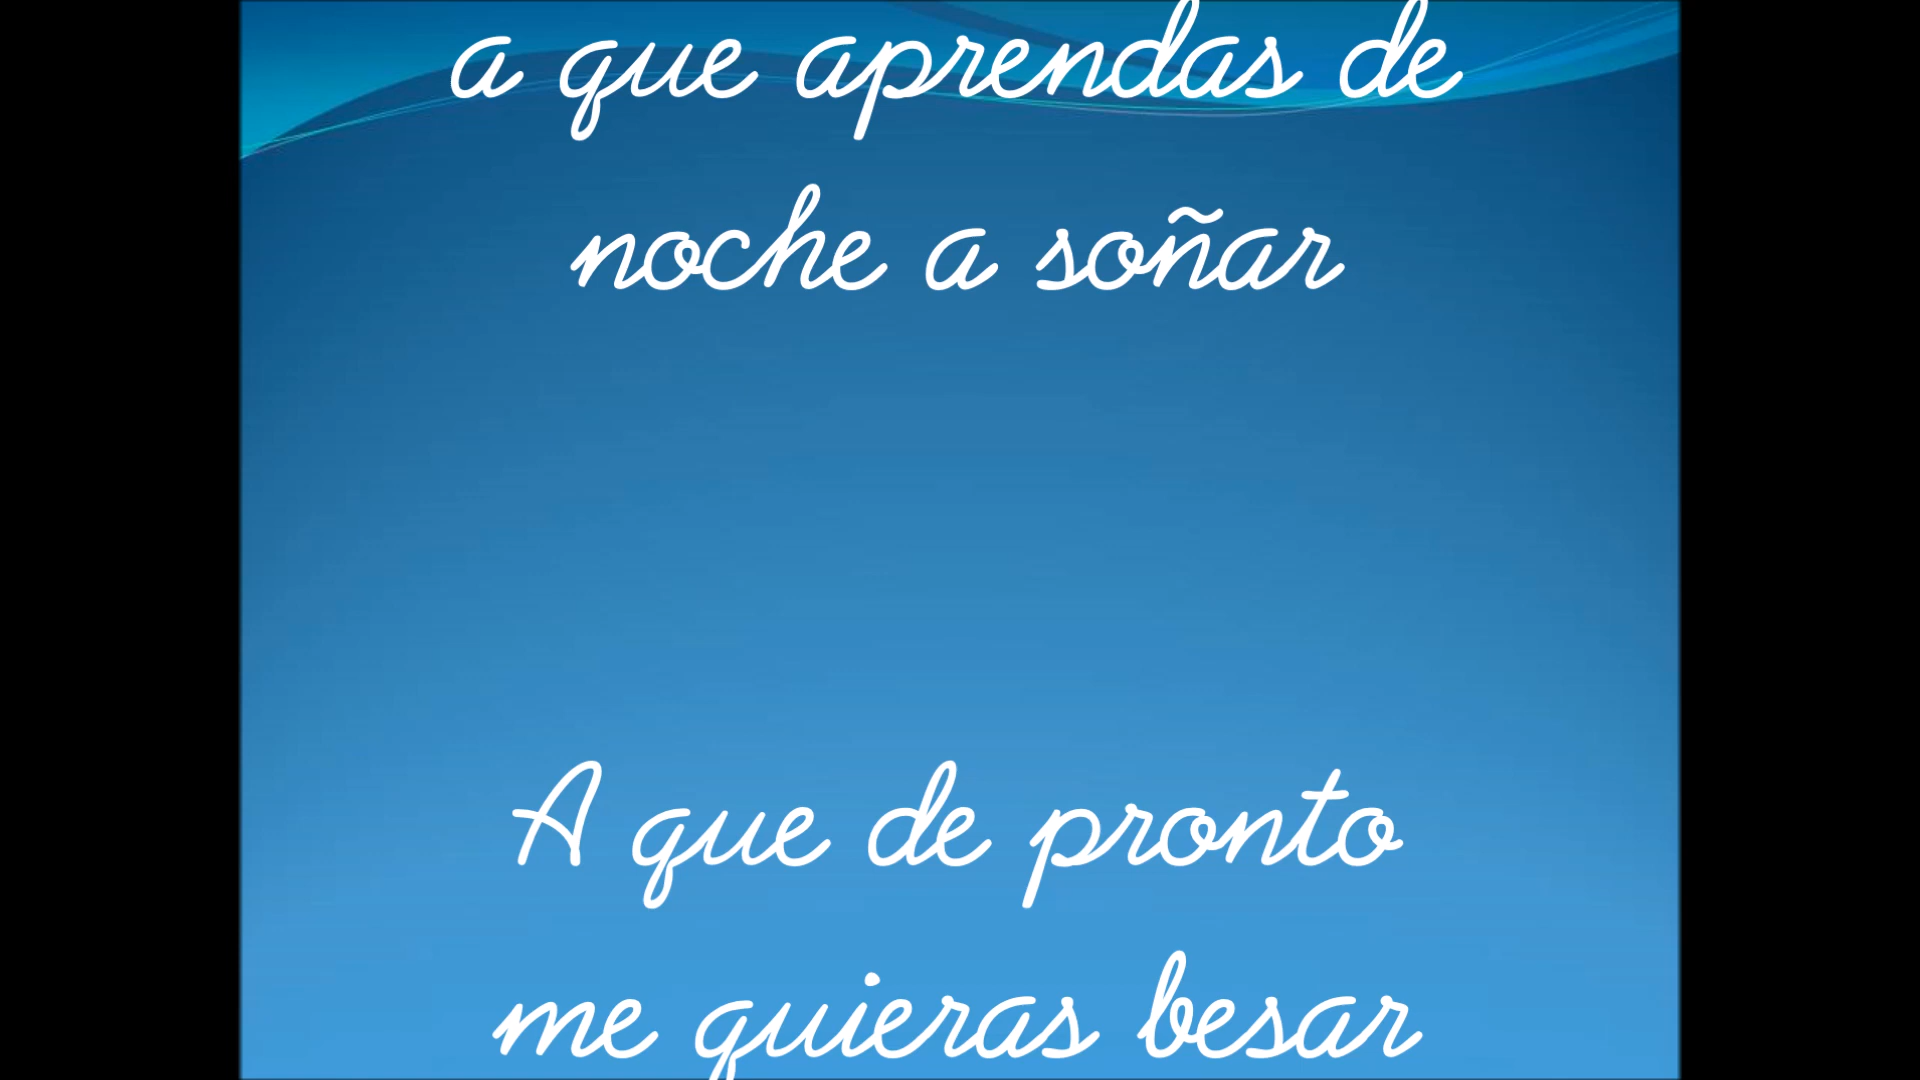 a que aprendas de
noche a soñar
A que de pronto
me quieras besar